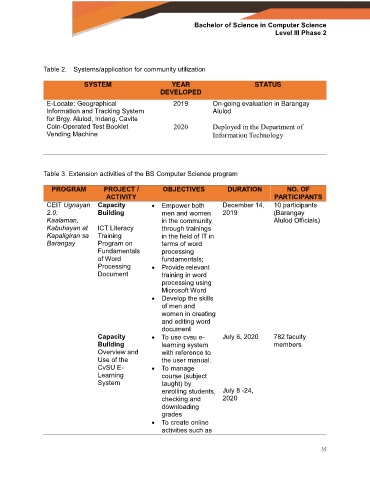 Bachelor of Science in Computer Science
Level III Phase 2
Table 2. Systems/application for community utilization
SYSTEM YEAR STATUS
DEVELOPED
E-Locate: Geographical 2019 On-going evaluation in Barangay
Information and Tracking System Alulod
for Brgy. Alulod, Indang, Cavite
Coin-Operated Test Booklet 2020 Deployed in the Department of
Vending Machine Information Technology
Table 3. Extension activities of the BS Computer Science program
PROGRAM PROJECT / OBJECTIVES DURATION NO. OF
ACTIVITY PARTICIPANTS
CEIT Ugnayan Capacity • Empower both December 14, 10 participants
2.0: Building men and women 2019 (Barangay
Kaalaman, in the community Alulod Officials)
Kabuhayan at ICT Literacy through trainings
Kapaligiran sa Training in the field of IT in
Barangay Program on terms of word
Fundamentals processing
of Word fundamentals;
Processing • Provide relevant
Document training in word
processing using
Microsoft Word
• Develop the skills
of men and
women in creating
and editing word
document
Capacity • To use cvsu e- July 6, 2020 782 faculty
Building learning system members
Overview and with reference to
Use of the the user manual.
CvSU E- • To manage
Learning course (subject
System taught) by
enrolling students, July 8 -24,
checking and 2020
downloading
grades
• To create online
activities such as
35